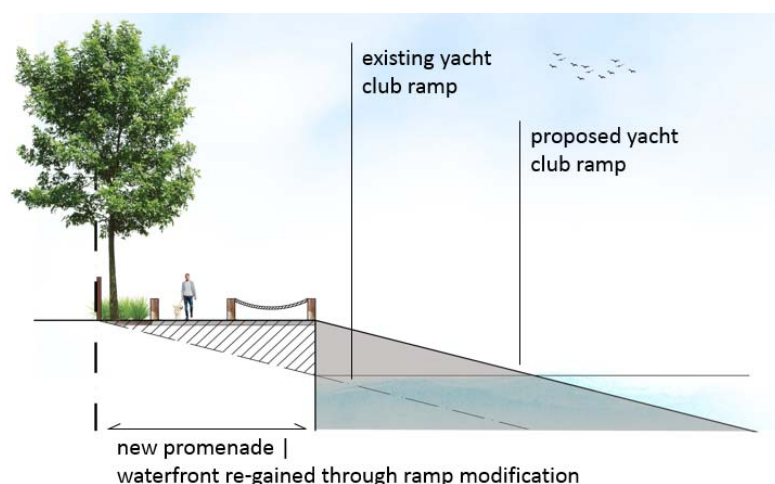 existing yacht
club ramp
proposed yacht
club ramp
new promenade |
waterfront re-gained through ramp modification